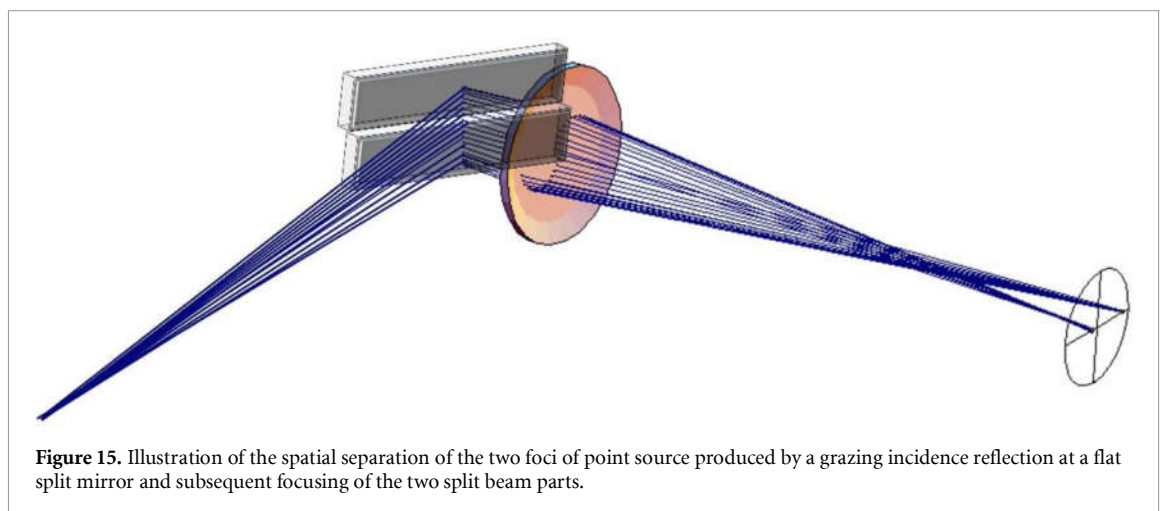 Figure 15. Illustration of the spatial separation of the two foci of point source produced by a grazing incidence reflection at a flat
split mirror and subsequent focusing of the two split beam parts.